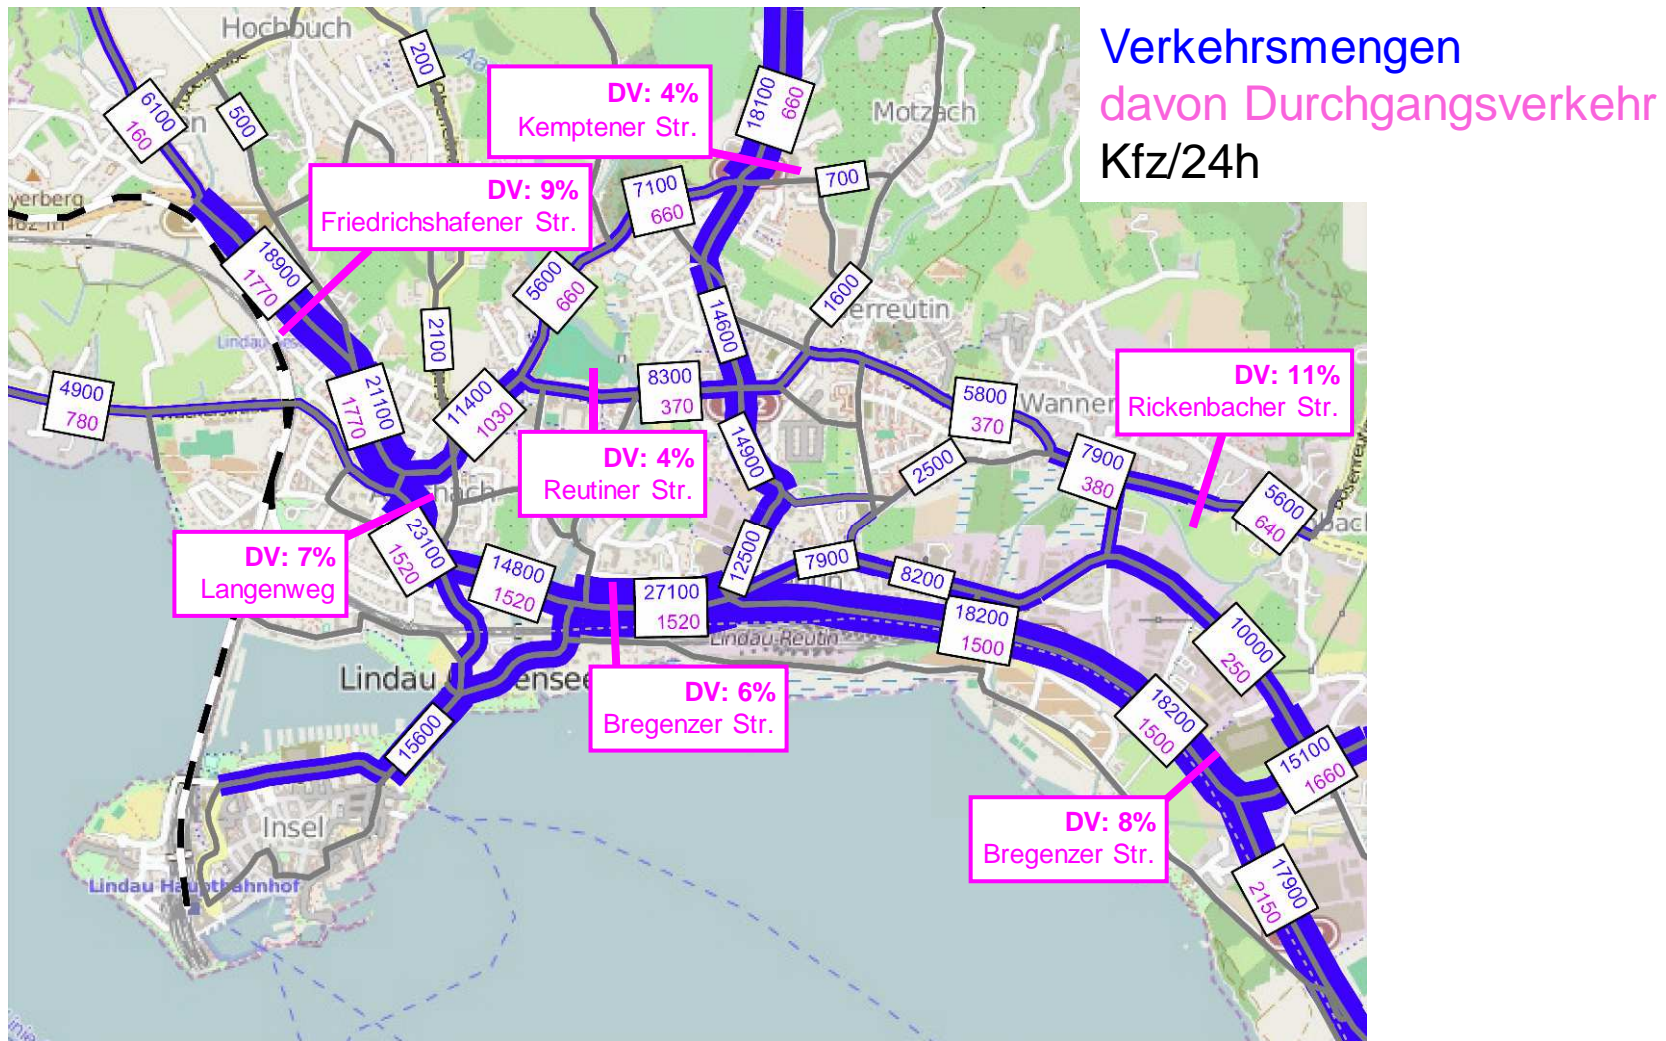 Verkehrsmengen
davon Durchgangsverkehr
Kfz/24h
Hochbuch
200
DV: 4%
Kemptener Str.
18100
660
Motzach
6100
160
500
DV: 9%
Friedrichshafener Str.
7100
660
700
18900
1770
5600
660
1600
14600
2100
4900
780
21100
1770
11400
1030
8300
370
5800
370
DV: 11%
Rickenbacher Str.
DV: 4%
Reutiner Str.
14900
2500
7900
380
5600
640
DV: 7%
Langenweg
23100
1520
14800
1520
27100
1520
12500
7900
8200
18200
1500
Lindau-Reutin
1000
250
Lindau
DV: 6%
Bregenzer Str.
18200
1500
15600
15100
1660
Insel
DV: 8%
Bregenzer Str.
Lindau Hauptbahnhof
17900
2150